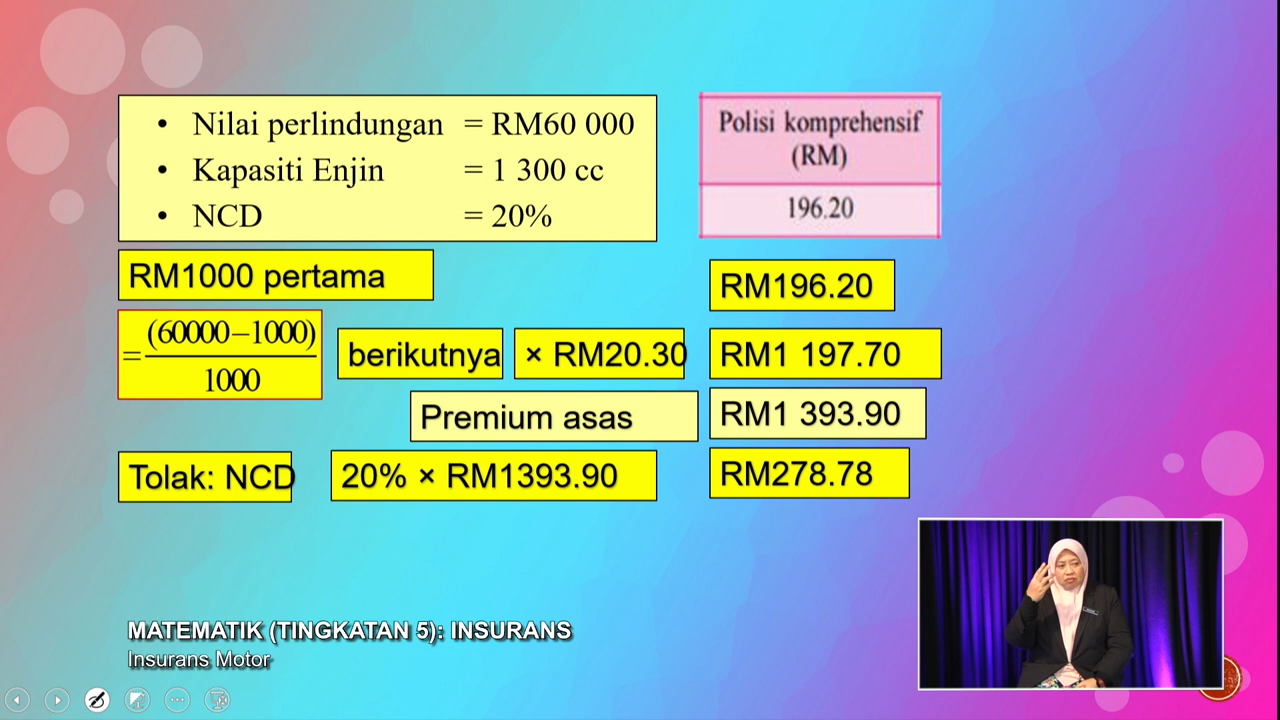 • Nilai perlindungan = RM60 000
• Kapasiti Enjin = 1 300 cc
• NCD = 20%
Polisi komprehensif
(RM)
196.20
RM1000 pertama
RM196.20
= (60000–1000) / 1000 berikutnya × RM20.30 RM1 197.70
Premium asas RM1 393.90
Tolak: NCD 20% × RM1393.90 RM278.78
MATEMATIK (TINGKATAN 5): INSURANS
Insurans Motor